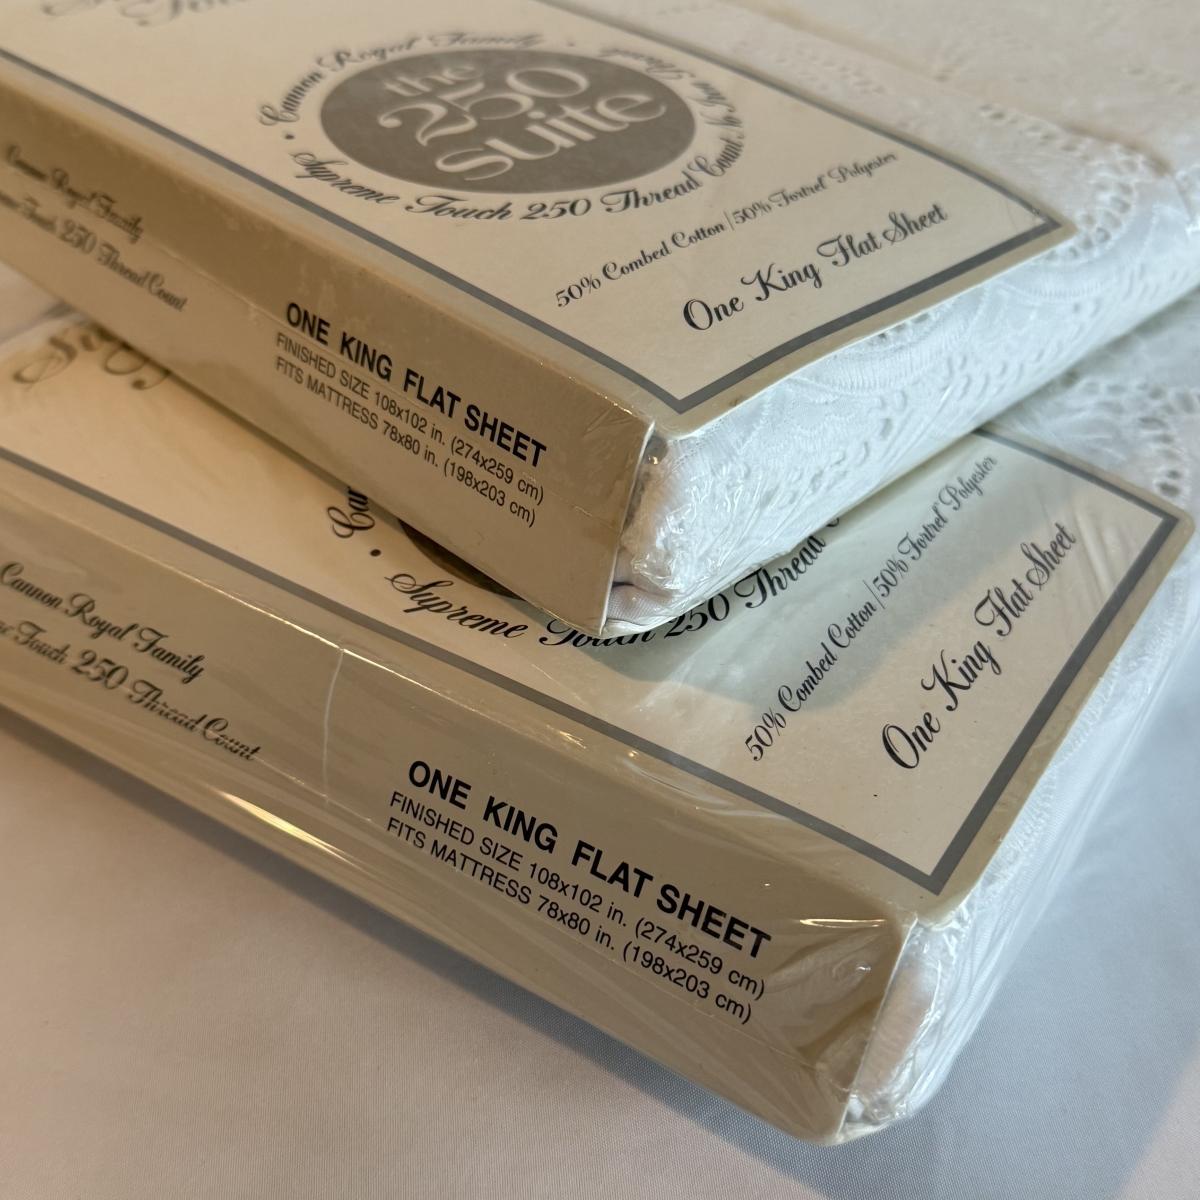 Cannon Royal Family
the
250
suite
Supreme Touch 250 Thread Count No Iron Percale
50% Combed Cotton/50% Fortrel Polyester
One King Flat Sheet
Cannon Royal Family
Touch 250 Thread Count
ONE KING FLAT SHEET
FINISHED SIZE 108x102 in. (274x259 cm)
FITS MATTRESS 78x80 in. (198x203 cm)
Supreme Touch 250 Thread
50% Combed Cotton/50% Fortrel Polyester
One King Flat Sheet
Cannon Royal Family
Touch 250 Thread Count
ONE KING FLAT SHEET
FINISHED SIZE 108x102 in. (274x259 cm)
FITS MATTRESS 78x80 in. (198x203 cm)